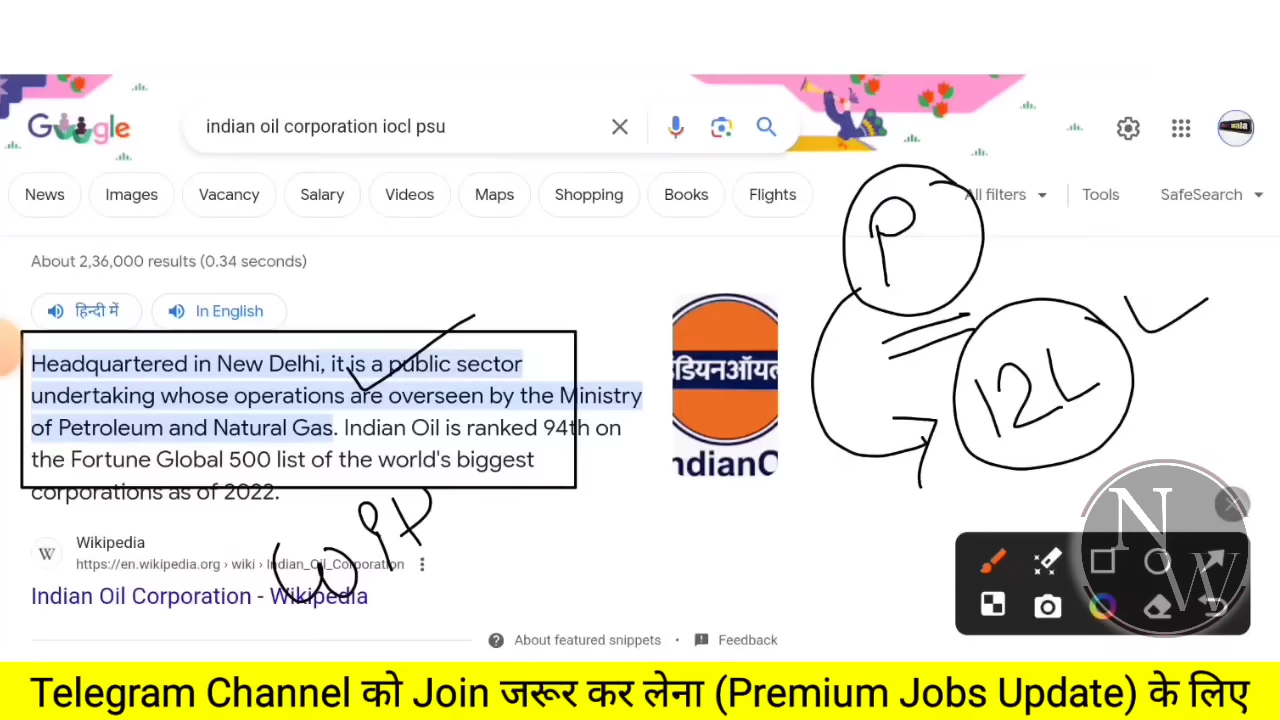 Google
indian oil corporation iocl psu
News Images Vacancy Salary Videos Maps Shopping Books Flights All filters Tools SafeSearch
About 2,36,000 results (0.34 seconds)
हिन्दी में In English
Headquartered in New Delhi, it is a public sector
undertaking whose operations are overseen by the Ministry
of Petroleum and Natural Gas. Indian Oil is ranked 94th on
the Fortune Global 500 list of the world's biggest
corporations as of 2022.
इंडियनऑयल
ndianO
P
12L
W
Wikipedia
https://en.wikipedia.org › wiki › Indian_Oil_Corporation
Indian Oil Corporation - Wikipedia
About featured snippets • Feedback
N
W
Telegram Channel को Join जरूर कर लेना (Premium Jobs Update) के लिए